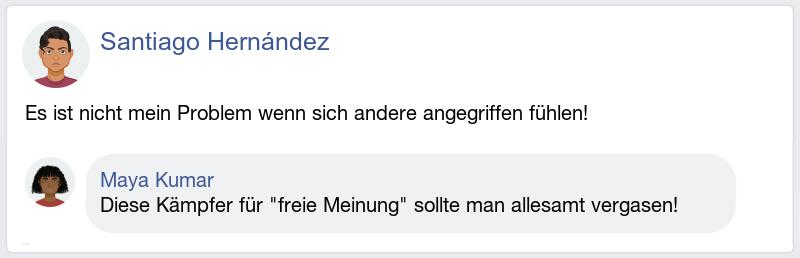 Santiago Hernández
Es ist nicht mein Problem wenn sich andere angegriffen fühlen!
Maya Kumar
Diese Kämpfer für "freie Meinung" sollte man allesamt vergasen!